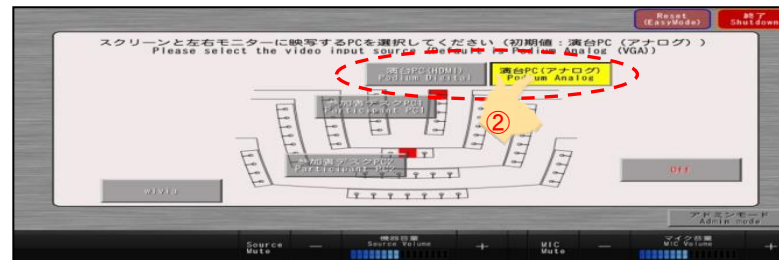 Reset
(EasyMode)
終了
Shutdown
スクリーンと左右モニターに映写するPCを選択してください (初期値：演台PC (アナログ) )
Please select the video input source (Default is Podium Analog (VGA))
演台PC(HDMI)
Podium Digital
演台PC(アナログ)
Podium Analog
参加者デスクPC1
Participant PC1
②
参加者デスクPC2
Participant PC2
Off
wivia
アドミンモード
Admin mode
Source
Mute
－
機器音量
Source Volume
＋
MIC
Mute
－
マイク音量
MIC Volume
＋